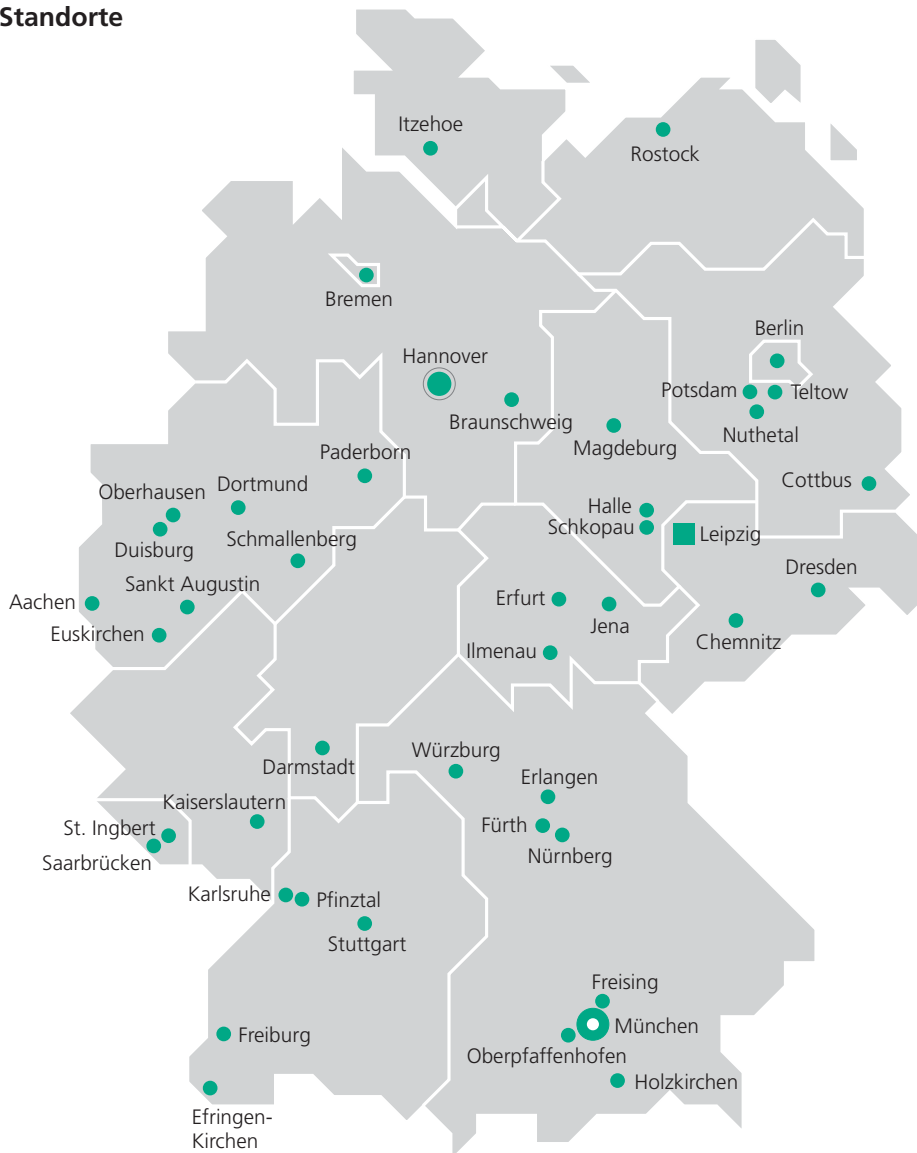 Standorte
Itzehoe
Rostock
Bremen
Berlin
Hannover
Potsdam
Teltow
Braunschweig
Nuthetal
Magdeburg
Paderborn
Cottbus
Dortmund
Oberhausen
Halle
Schkopau
Leipzig
Duisburg
Schmallenberg
Dresden
Sankt Augustin
Aachen
Erfurt
Jena
Euskirchen
Chemnitz
Ilmenau
Würzburg
Darmstadt
Erlangen
Kaiserslautern
St. Ingbert
Fürth
Nürnberg
Saarbrücken
Karlsruhe
Pfinztal
Stuttgart
Freising
München
Freiburg
Oberpfaffenhofen
Holzkirchen
Efringen-
Kirchen